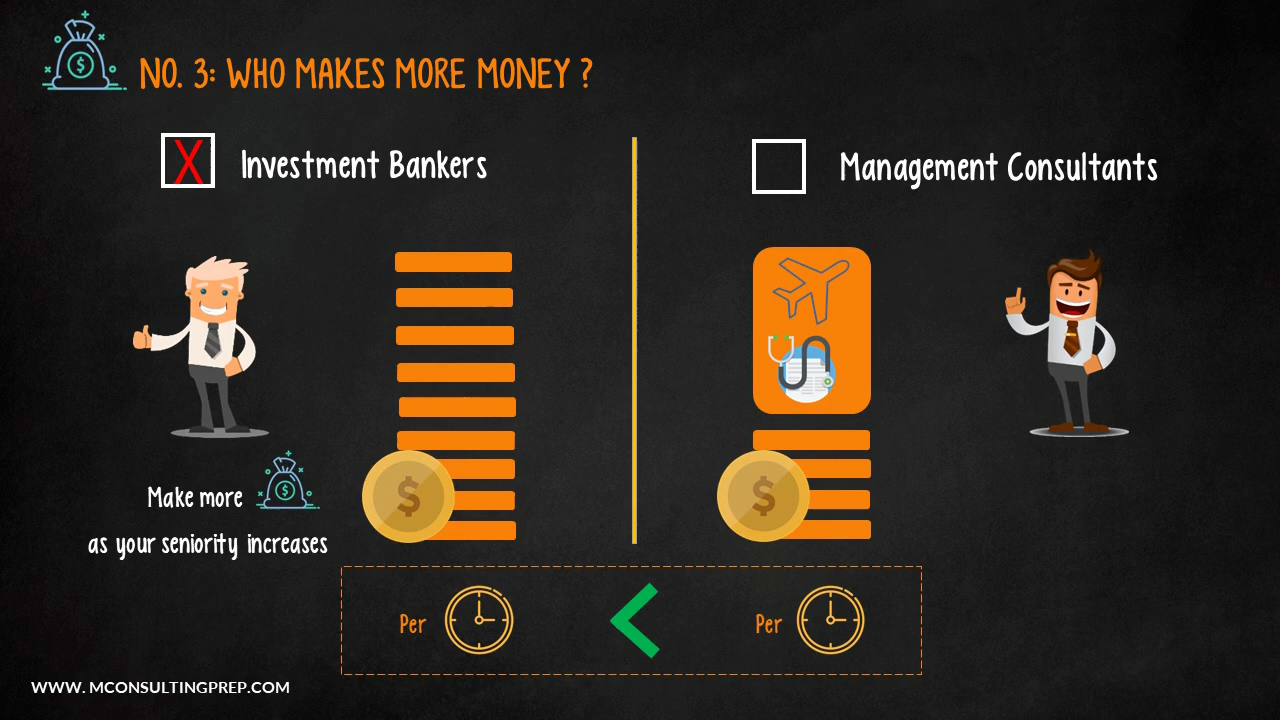 NO. 3: WHO MAKES MORE MONEY ?
X Investment Bankers
Management Consultants
$
$
Make more $
as your seniority increases
Per < Per
WWW. MCONSULTINGPREP.COM